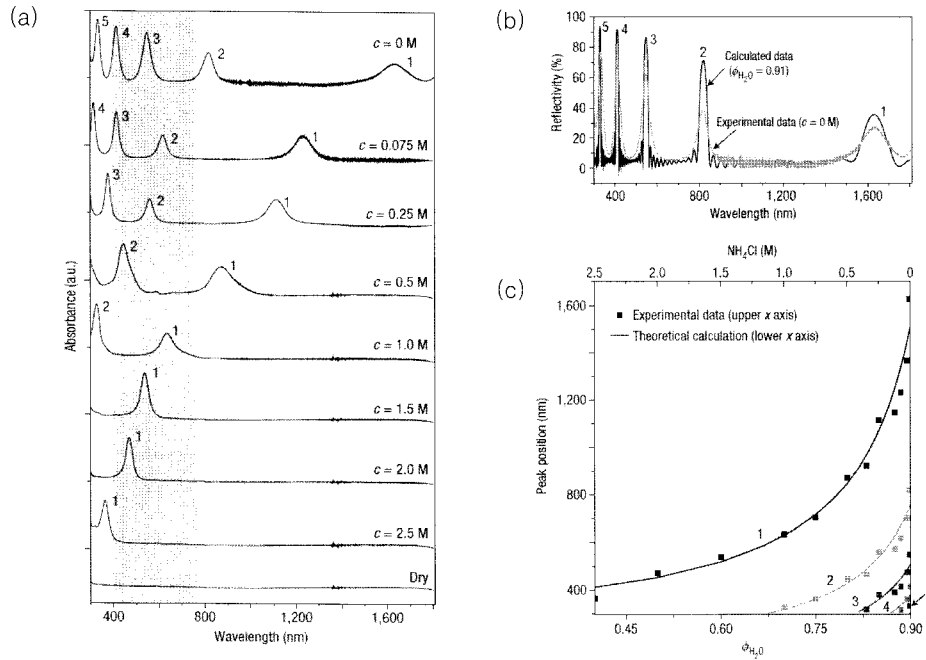 (a)
5
4
3
2
c = 0 M
1
4
3
2
1
c = 0.075 M
3
2
1
c = 0.25 M
2
1
c = 0.5 M
2
1
c = 1.0 M
1
c = 1.5 M
1
c = 2.0 M
1
c = 2.5 M
Dry
Absorbance (a.u.)
400 800 1,200 1,600
Wavelength (nm)
(b)
100
80
60
40
20
0
Reflectivity (%)
5
4
3
2
1
Calculated data
(ϕH₂O = 0.91)
Experimental data (c = 0 M)
400 800 1,200 1,600
Wavelength (nm)
NH₄Cl (M)
2.5 2.0 1.5 1.0 0.5 0
(c)
1,600
1,200
800
400
Peak position (nm)
Experimental data (upper x axis)
Theoretical calculation (lower x axis)
1
2
3
4
0.45 0.60 0.75 0.90
ϕH₂O